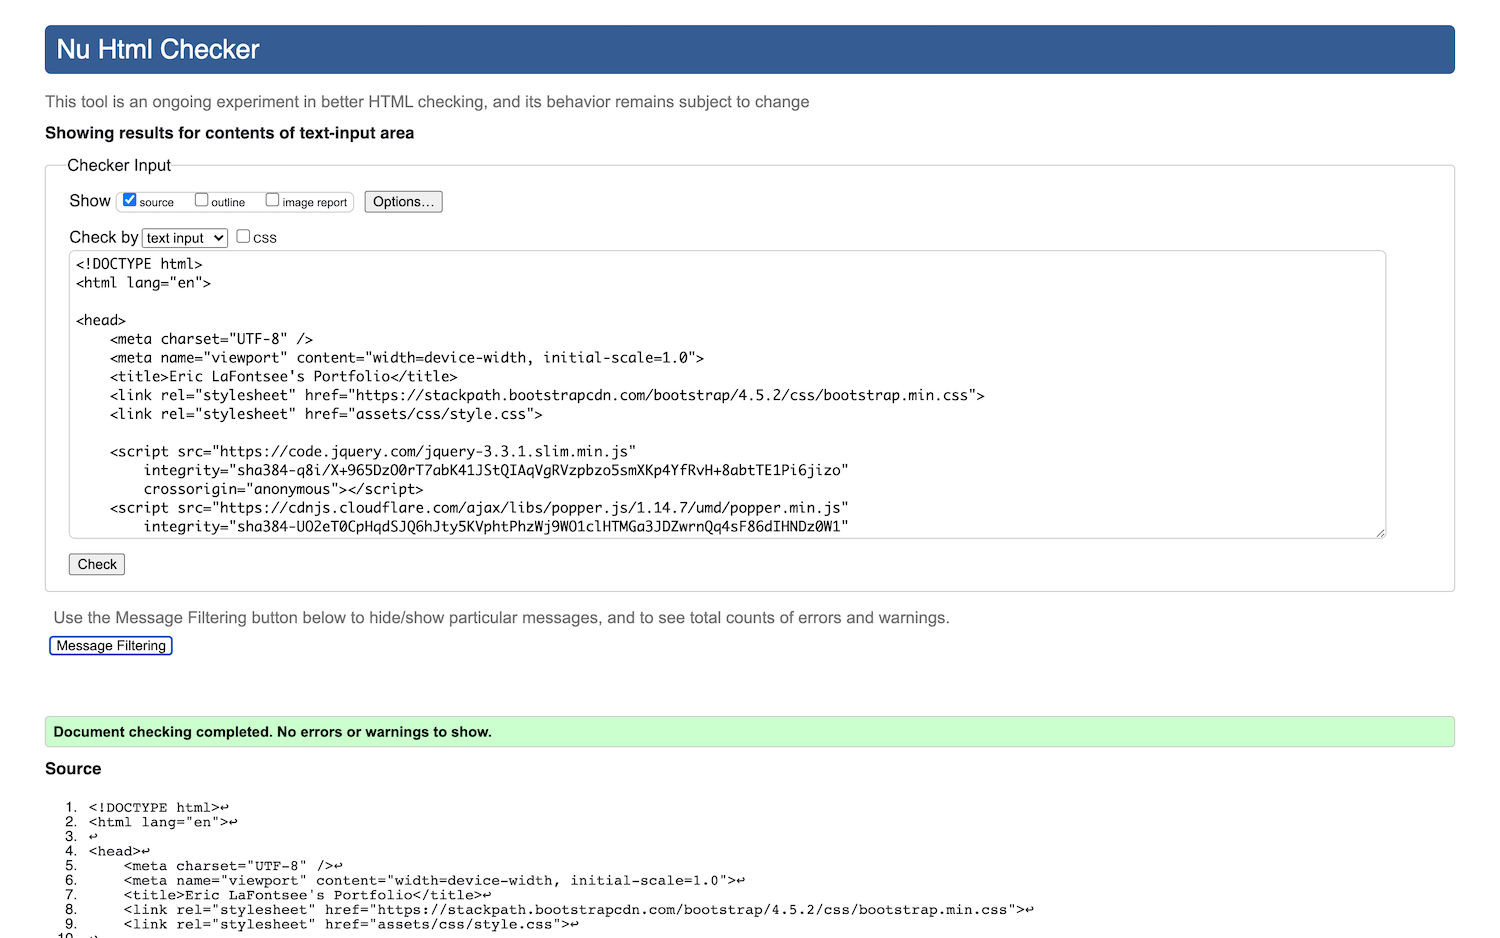 Nu Html Checker
This tool is an ongoing experiment in better HTML checking, and its behavior remains subject to change
Showing results for contents of text-input area
Checker Input
Show source outline image report Options...
Check by text input CSS
<!DOCTYPE html>
<html lang="en">
<head>
<meta charset="UTF-8" />
<meta name="viewport" content="width=device-width, initial-scale=1.0">
<title>Eric LaFontsee's Portfolio</title>
<link rel="stylesheet" href="https://stackpath.bootstrapcdn.com/bootstrap/4.5.2/css/bootstrap.min.css">
<link rel="stylesheet" href="assets/css/style.css">
<script src="https://code.jquery.com/jquery-3.3.1.slim.min.js"
integrity="sha384-q8i/X+965DzO0rT7abK41JStQIAqVgRVzpbzo5smXKp4YfRvH+8abtTE1Pi6jizo"
crossorigin="anonymous"></script>
<script src="https://cdnjs.cloudflare.com/ajax/libs/popper.js/1.14.7/umd/popper.min.js"
integrity="sha384-UO2eT0CpHqdSJQ6hJty5KVphtPhzWj9WO1clHTMGa3JDZwrnQq4sF86dIHNDz0W1"
Check
Use the Message Filtering button below to hide/show particular messages, and to see total counts of errors and warnings.
Message Filtering
Document checking completed. No errors or warnings to show.
Source
1. <!DOCTYPE html>↩
2. <html lang="en">↩
3. ↩
4. <head>↩
5. <meta charset="UTF-8" />↩
6. <meta name="viewport" content="width=device-width, initial-scale=1.0">↩
7. <title>Eric LaFontsee's Portfolio</title>↩
8. <link rel="stylesheet" href="https://stackpath.bootstrapcdn.com/bootstrap/4.5.2/css/bootstrap.min.css">↩
9. <link rel="stylesheet" href="assets/css/style.css">↩